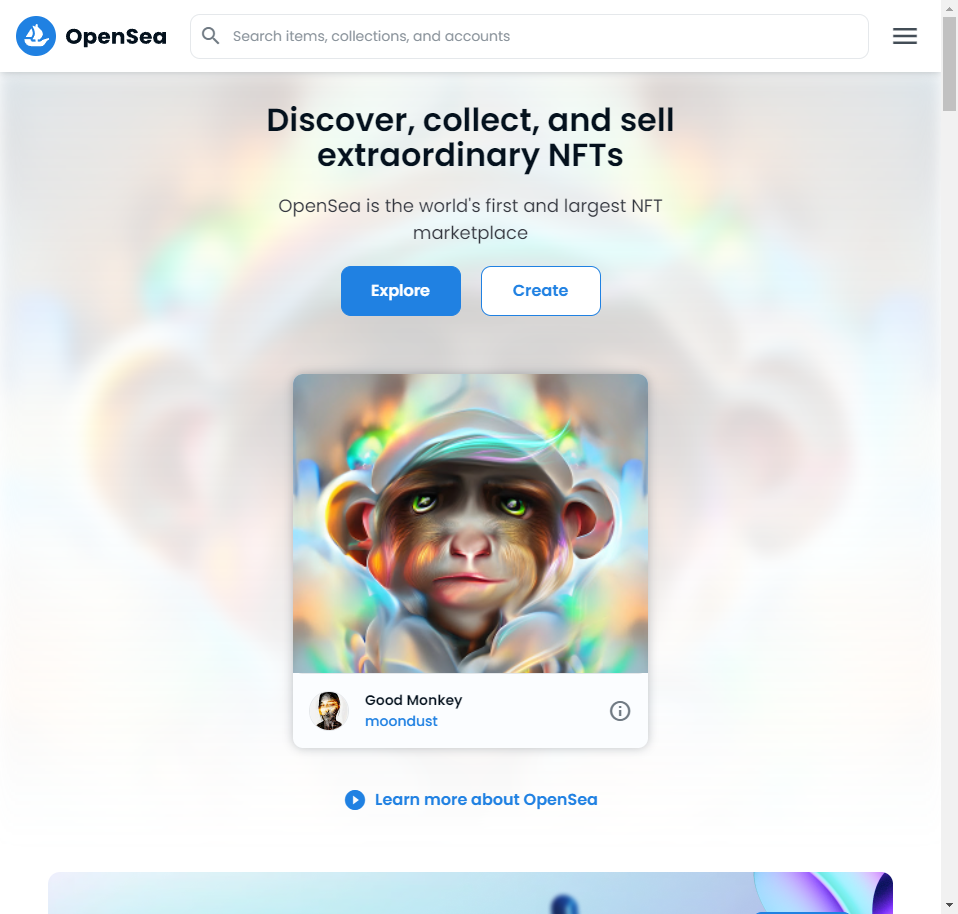 OpenSea
Search items, collections, and accounts
Discover, collect, and sell
extraordinary NFTs
OpenSea is the world's first and largest NFT
marketplace
Explore
Create
Good Monkey
moondust
Learn more about OpenSea